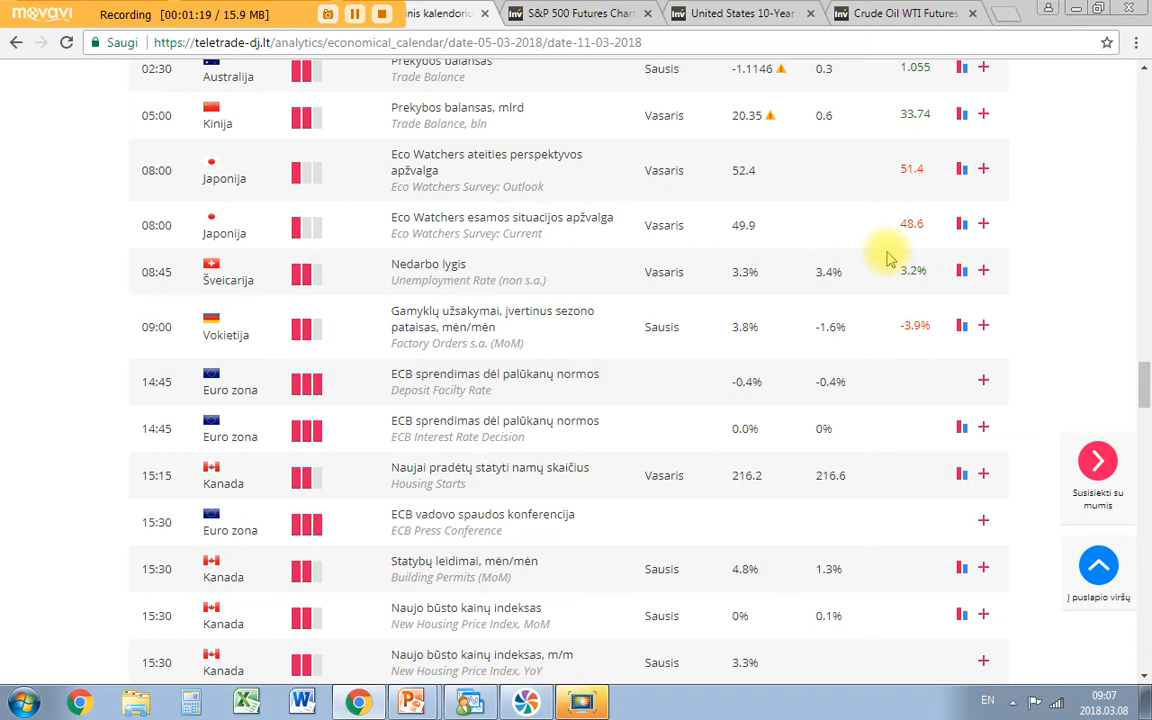 movavi Recording [00:01:19 / 15.9 MB]
inis kalendoriu
S&P 500 Futures Chart
United States 10-Year
Crude Oil WTI Futures
Saugi https://teletrade-dj.lt/analytics/economical_calendar/date-05-03-2018/date-11-03-2018
02:30 Australija Prekybos balansas Sausis -1.1146 0.3 1.055
Trade Balance
05:00 Kinija Prekybos balansas, mlrd Vasaris 20.35 0.6 33.74
Trade Balance, bln
08:00 Japonija Eco Watchers ateities perspektyvos Vasaris 52.4 51.4
apžvalga
Eco Watchers Survey: Outlook
08:00 Japonija Eco Watchers esamos situacijos apžvalga Vasaris 49.9 48.6
Eco Watchers Survey: Current
08:45 Šveicarija Nedarbo lygis Vasaris 3.3% 3.4% 3.2%
Unemployment Rate (non s.a.)
09:00 Vokietija Gamyklų užsakymai, įvertinus sezono Sausis 3.8% -1.6% -3.9%
pataisas, mėn/mėn
Factory Orders s.a. (MoM)
14:45 Euro zona ECB sprendimas dėl palūkanų normos -0.4% -0.4%
Deposit Facilty Rate
14:45 Euro zona ECB sprendimas dėl palūkanų normos 0.0% 0%
ECB Interest Rate Decision
15:15 Kanada Naujai pradėtų statyti namų skaičius Vasaris 216.2 216.6
Housing Starts
15:30 Euro zona ECB vadovo spaudos konferencija
ECB Press Conference
15:30 Kanada Statybų leidimai, mėn/mėn Sausis 4.8% 1.3%
Building Permits (MoM)
15:30 Kanada Naujo būsto kainų indeksas Sausis 0% 0.1%
New Housing Price Index, MoM
15:30 Kanada Naujo būsto kainų indeksas, m/m Sausis 3.3%
New Housing Price Index, YoY
Susisiekti su
mumis
Į puslapio viršų
EN
09:07
2018.03.08